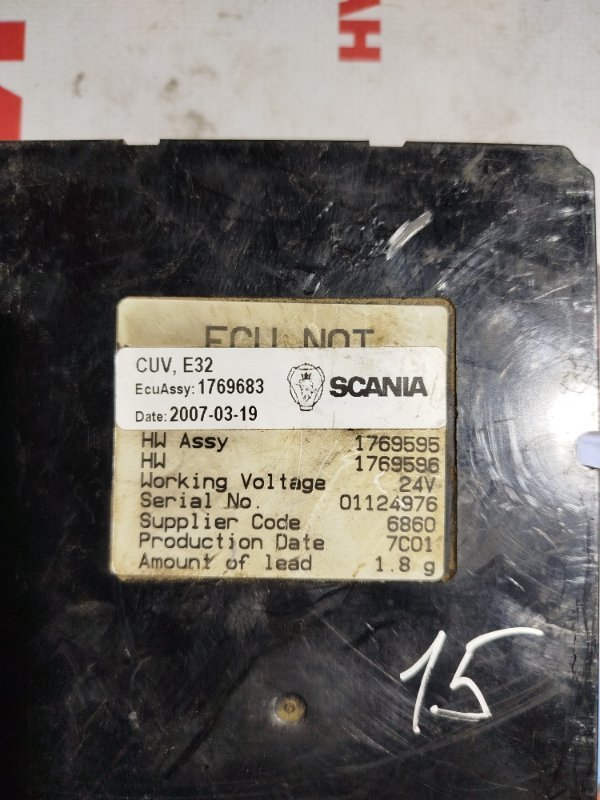 ECU NOT
CUV, E32
EcuAssy: 1769683
SCANIA
Date: 2007-03-19
HW Assy 1769595
HW 1769596
Working Voltage 24V
Serial No. 01124976
Supplier Code 6860
Production Date 7C01
Amount of lead 1.8 g
15